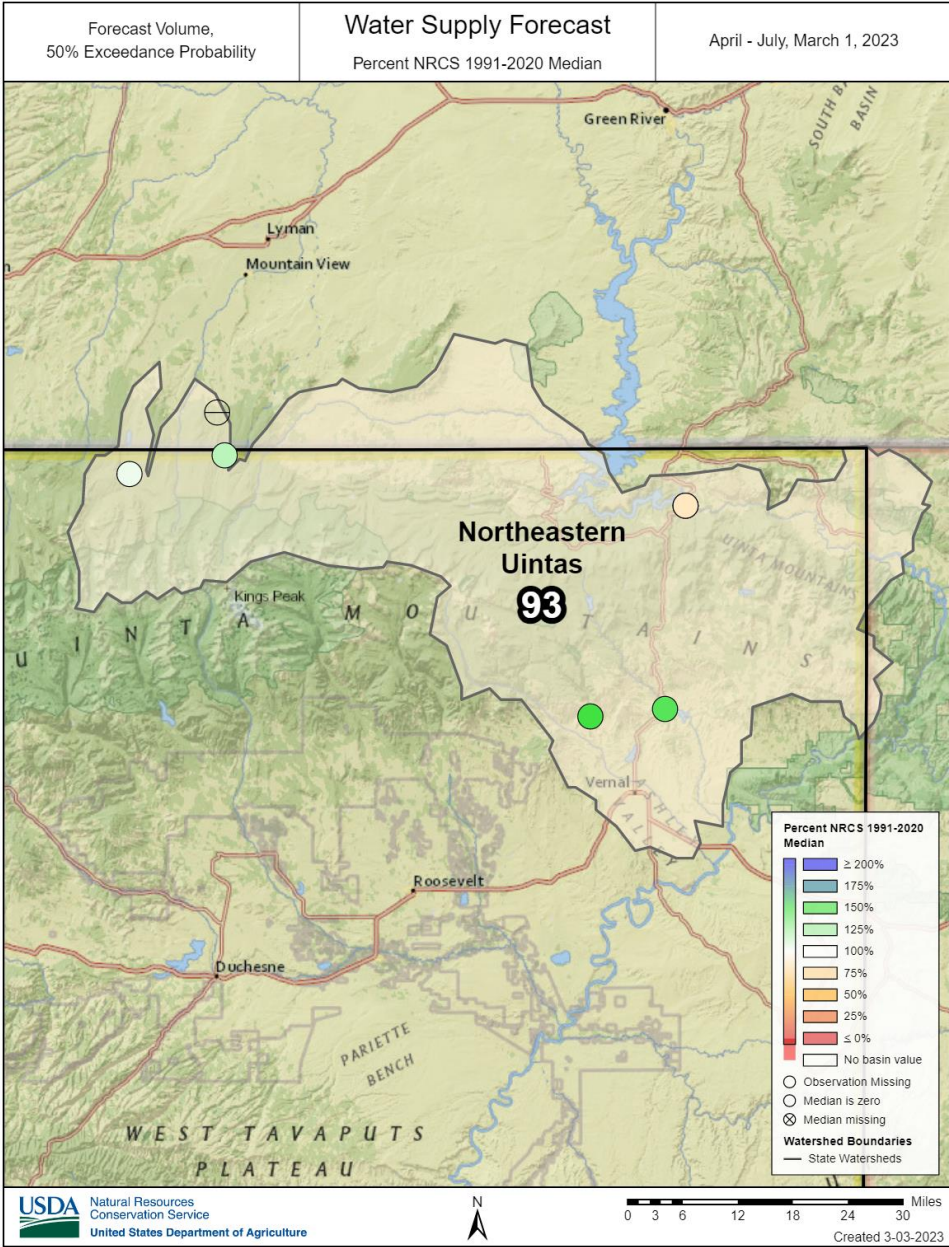 Forecast Volume,
50% Exceedance Probability
Water Supply Forecast
Percent NRCS 1991-2020 Median
April - July, March 1, 2023
Green River
SOUTH
BASIN
Lyman
Mountain View
n
Northeastern
Uintas
93
UINTA MOUNTAINS
Kings Peak
UINTA MOUNTAINS
Vernal
ASHLEY
VALLEY
Roosevelt
Duchesne
PARIETTE
BENCH
WEST TAVAPUTS
PLATEAU
Percent NRCS 1991-2020
Median
≥ 200%
175%
150%
125%
100%
75%
50%
25%
≤ 0%
No basin value
Observation Missing
Median is zero
Median missing
Watershed Boundaries
State Watersheds
USDA
Natural Resources
Conservation Service
United States Department of Agriculture
N
Miles
0 3 6 12 18 24 30
Created 3-03-2023